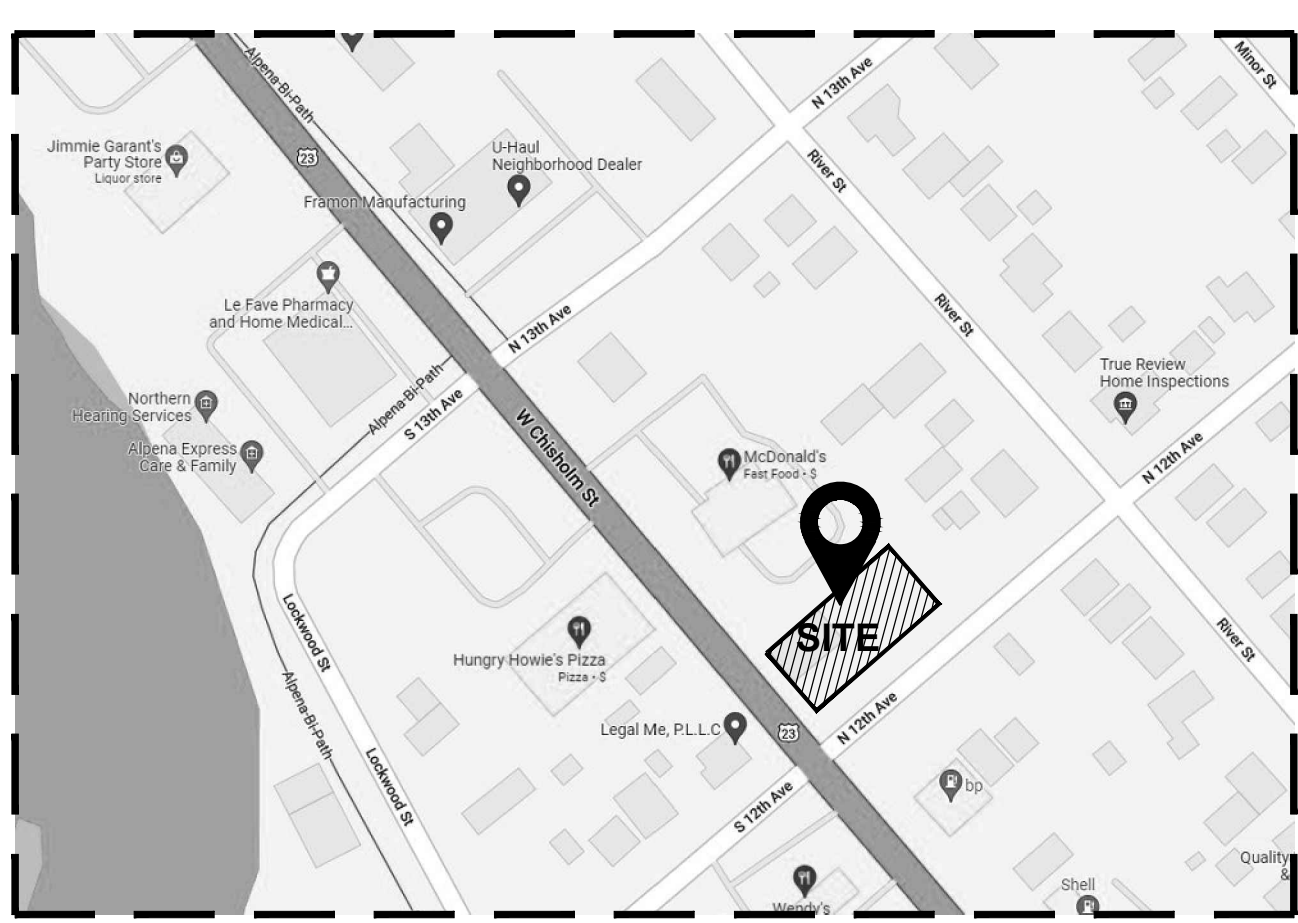 Alpena-Bi-Path
Minor St
N 13th Ave
Jimmie Garant's
Party Store
Liquor store
23
U-Haul
Neighborhood Dealer
River St
Framon Manufacturing
Le Fave Pharmacy
and Home Medical...
N 13th Ave
River St
Alpena-Bi-Path
S 13th Ave
True Review
Home Inspections
Northern
Hearing Services
W Chisholm St
Alpena Express
Care & Family
McDonald's
Fast Food · $
N 12th Ave
Lockwood St
SITE
River St
Hungry Howie's Pizza
Pizza · $
Alpena-Bi-Path
Legal Me, P.L.L.C
23
N 12th Ave
Lockwood St
S 12th Ave
bp
Quality
&
Shell
Wendy's